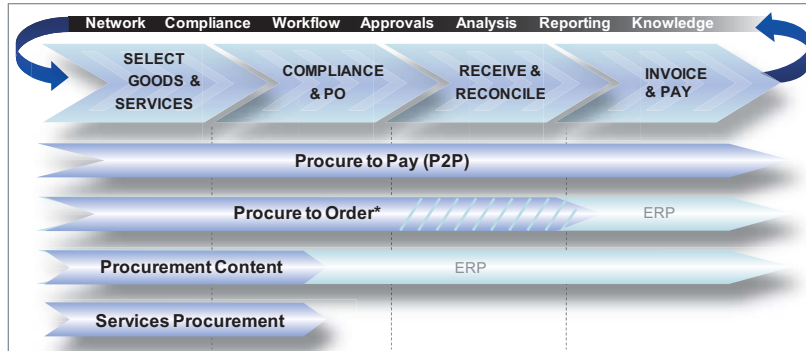 Network Compliance Workflow Approvals Analysis Reporting Knowledge
SELECT
GOODS &
SERVICES
COMPLIANCE
& PO
RECEIVE &
RECONCILE
INVOICE
& PAY
Procure to Pay (P2P)
Procure to Order*
ERP
Procurement Content
ERP
Services Procurement